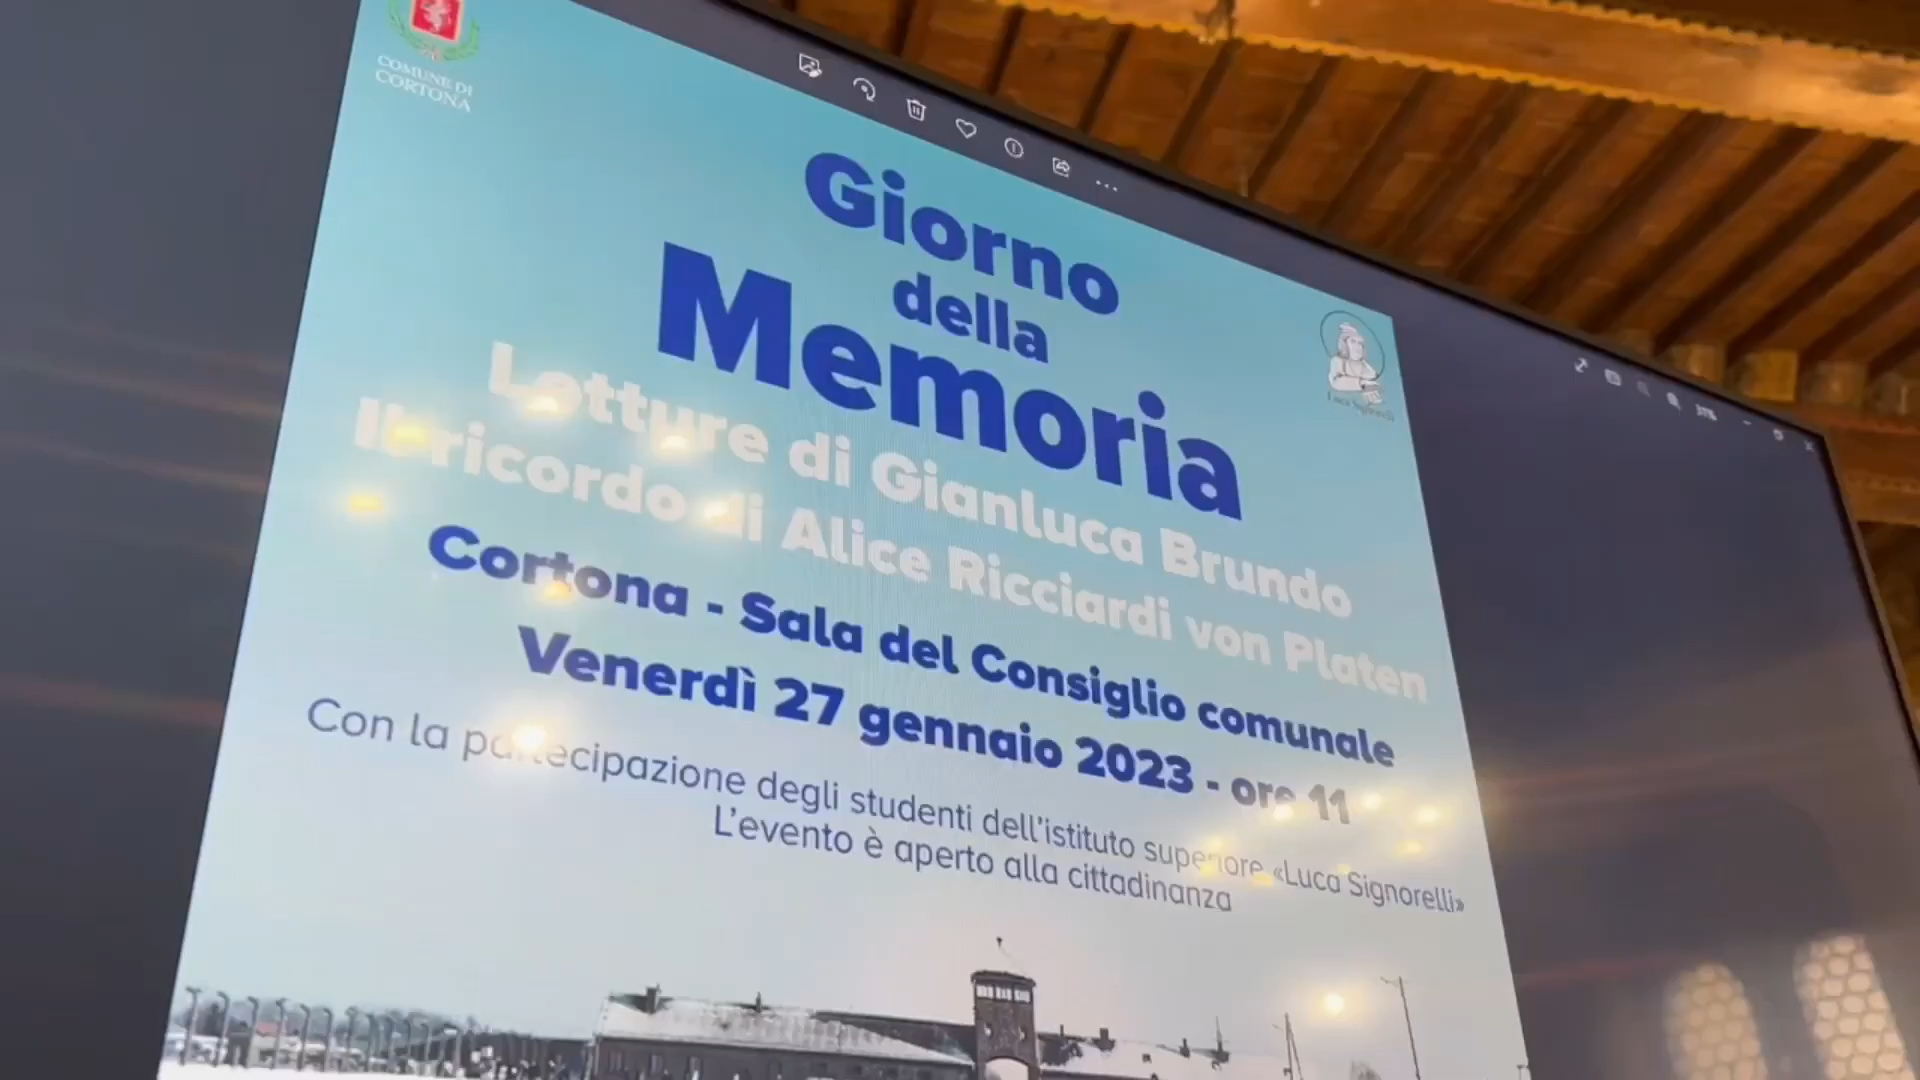 COMUNE DI
CORTONA
Giorno
della
Memoria
Luca Signorelli
Letture di Gianluca Brundo
Il ricordo di Alice Ricciardi von Platen
Cortona - Sala del Consiglio comunale
Venerdì 27 gennaio 2023 - ore 11
Con la partecipazione degli studenti dell'istituto superiore «Luca Signorelli»
L'evento è aperto alla cittadinanza